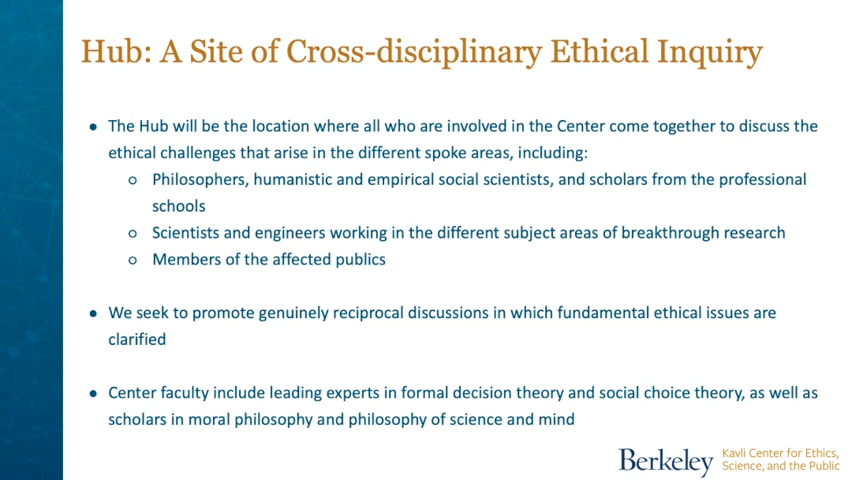 Hub: A Site of Cross-disciplinary Ethical Inquiry
● The Hub will be the location where all who are involved in the Center come together to discuss the
ethical challenges that arise in the different spoke areas, including:
○ Philosophers, humanistic and empirical social scientists, and scholars from the professional
schools
○ Scientists and engineers working in the different subject areas of breakthrough research
○ Members of the affected publics
● We seek to promote genuinely reciprocal discussions in which fundamental ethical issues are
clarified
● Center faculty include leading experts in formal decision theory and social choice theory, as well as
scholars in moral philosophy and philosophy of science and mind
Berkeley
Kavli Center for Ethics,
Science, and the Public